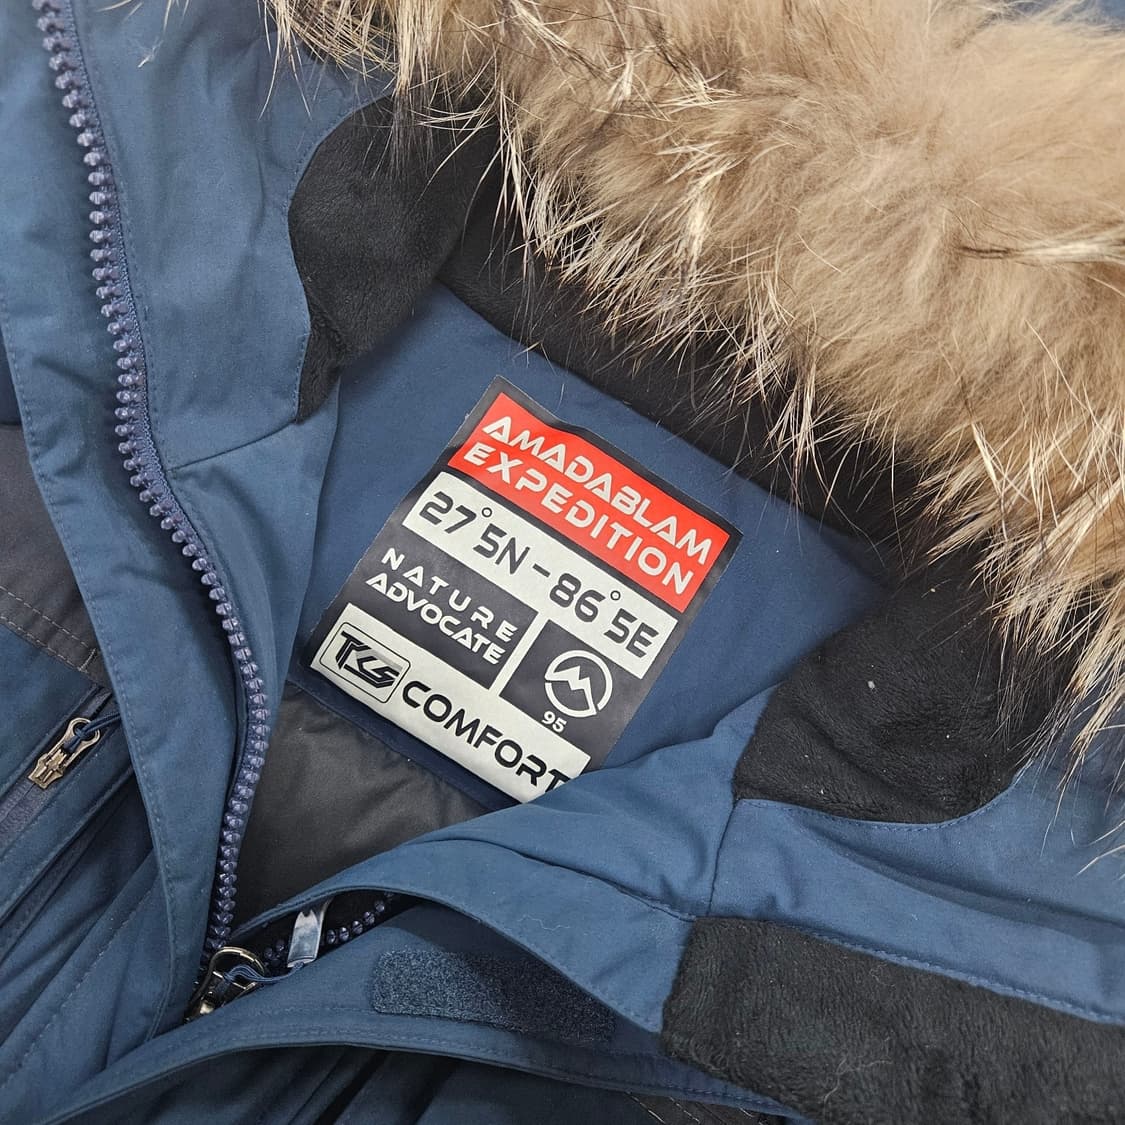 AMADABLAM
EXPEDITION
27°5N-86°5E
NATURE
ADVOCATE
95
TKS COMFORT